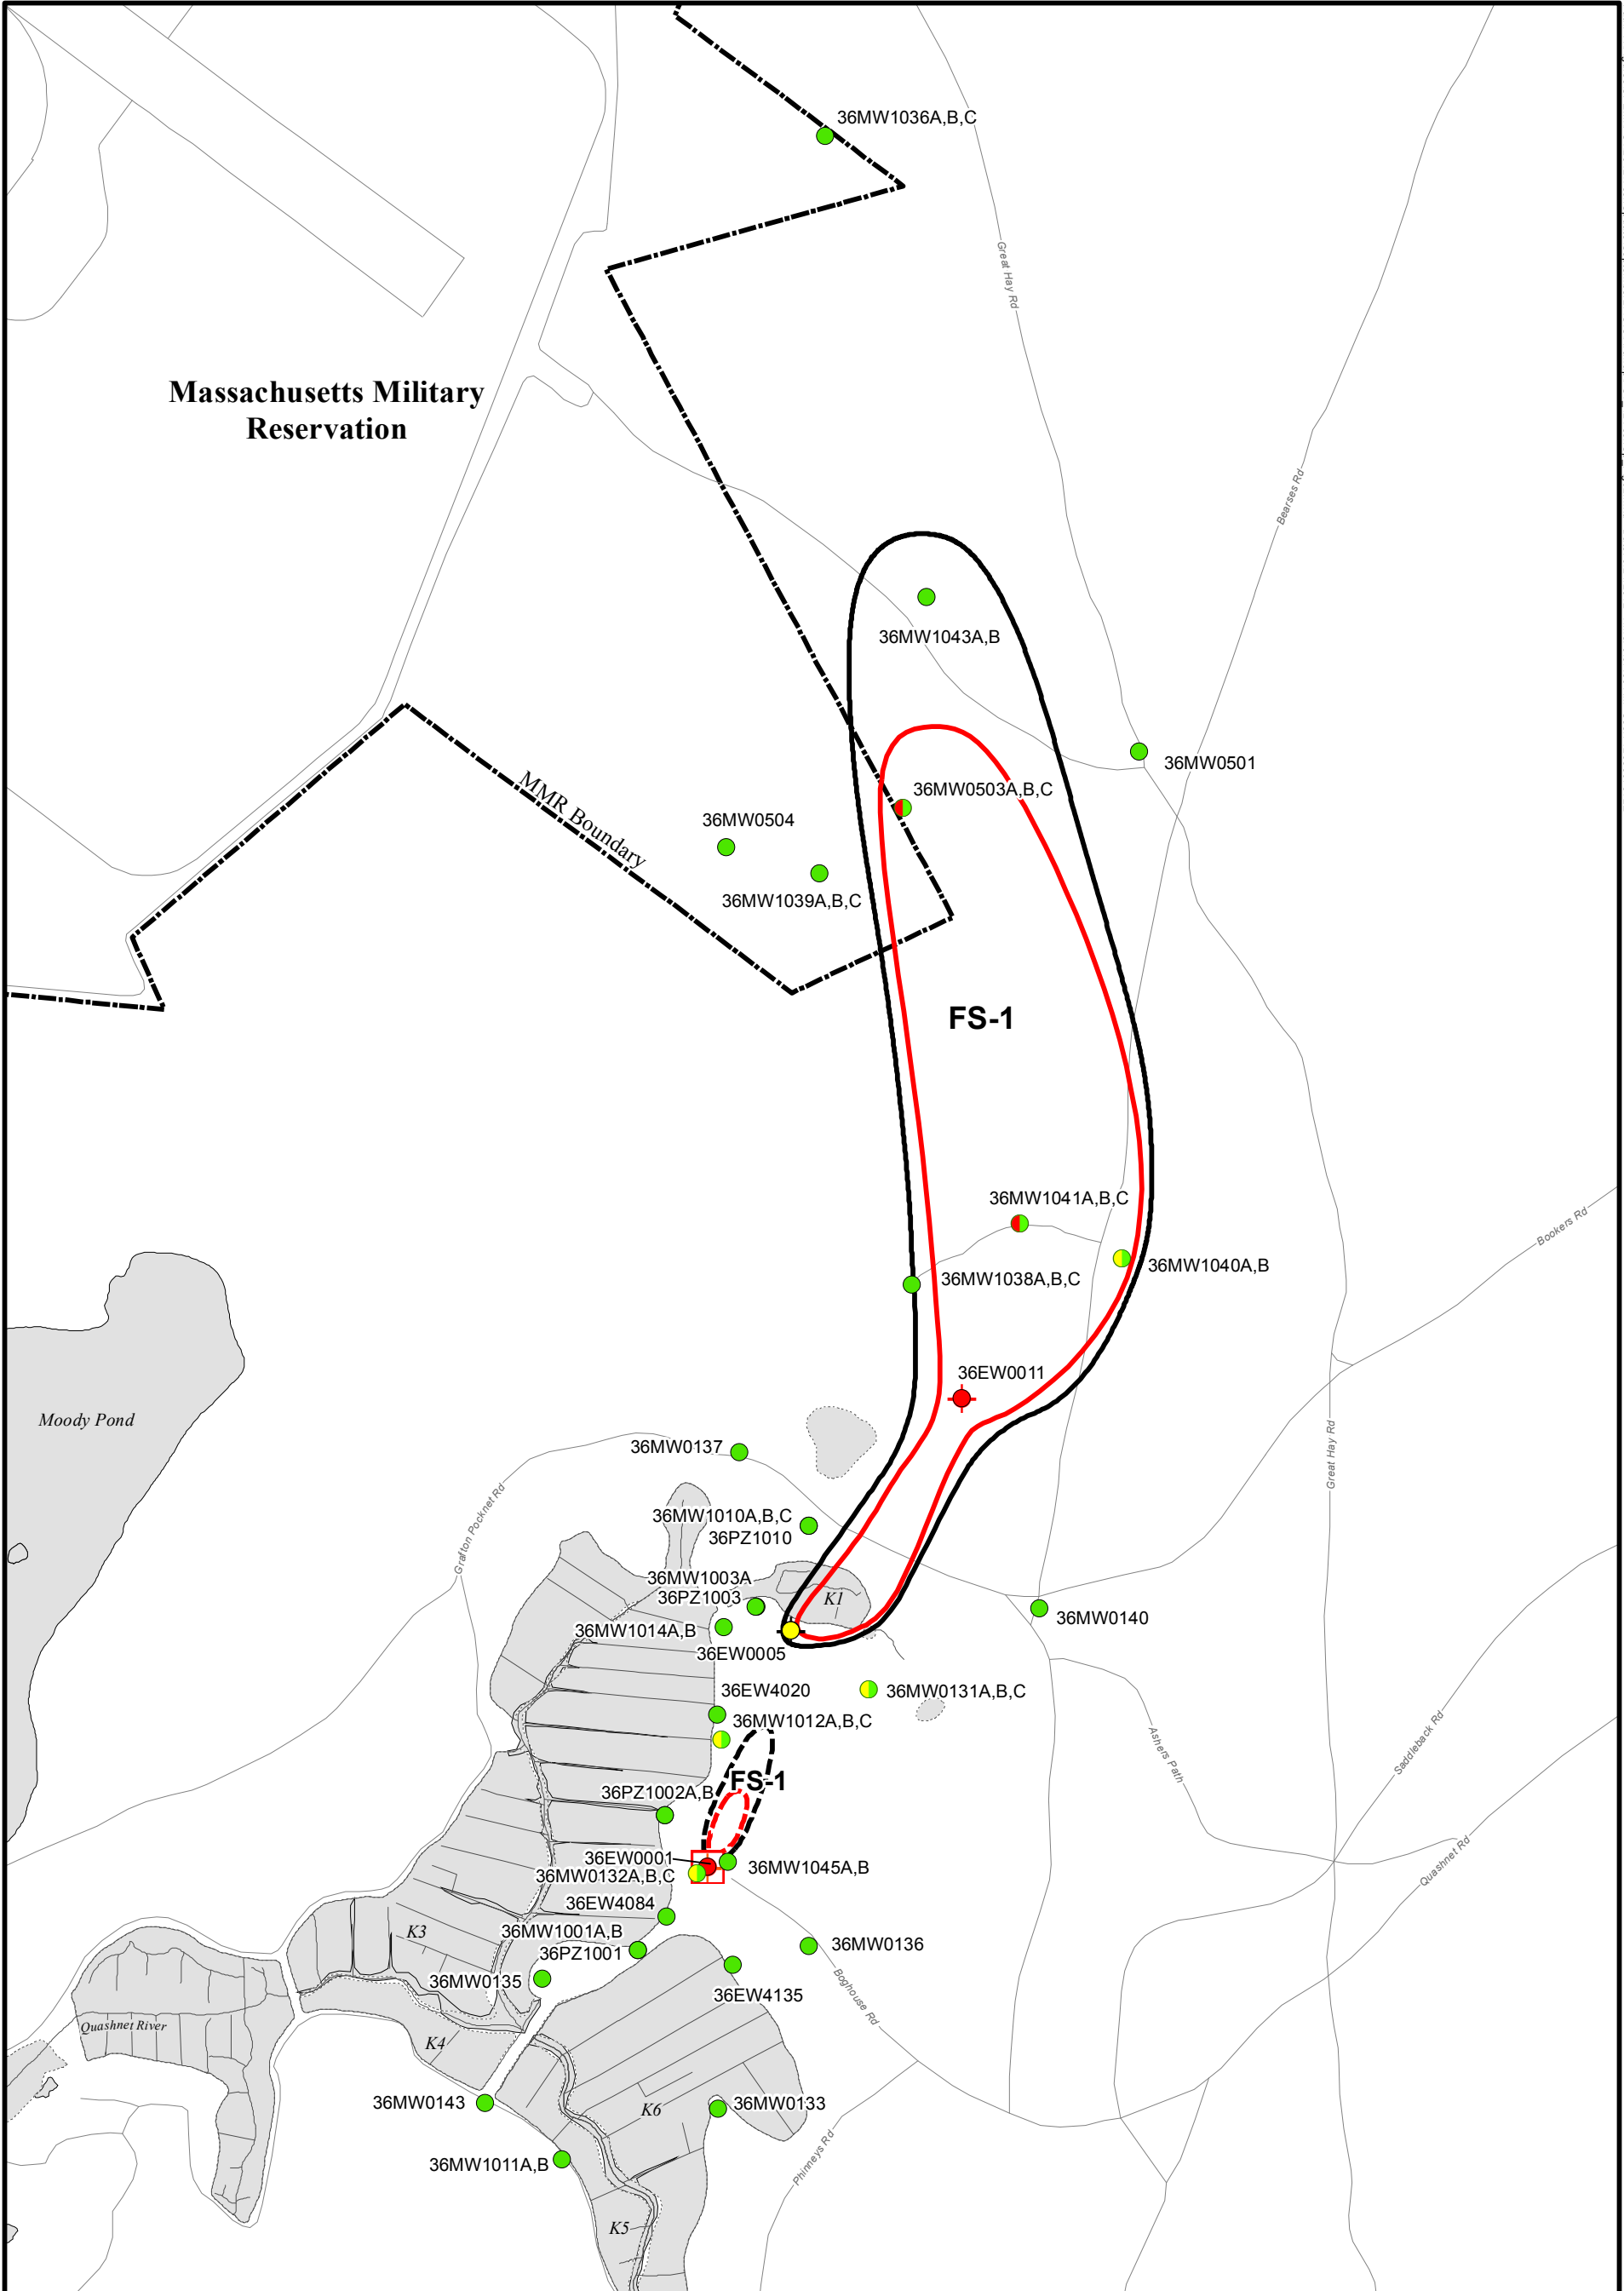 36MW1036A,B,C
Great Hay Rd
Massachusetts Military
Reservation
Bearses Rd
36MW1043A,B
36MW0501
36MW0503A,B,C
MMR Boundary
36MW0504
36MW1039A,B,C
FS-1
36MW1041A,B,C
Bookers Rd
36MW1040A,B
36MW1038A,B,C
36EW0011
Moody Pond
36MW0137
Great Hay Rd
Grafton Pocknet Rd
36MW1010A,B,C
36PZ1010
36MW1003A
36PZ1003
K1
36MW0140
36MW1014A,B
36EW0005
36EW4020
36MW0131A,B,C
36MW1012A,B,C
Ashers Path
Saddleback Rd
FS-1
36PZ1002A,B
36EW0001
36MW1045A,B
36MW0132A,B,C
Quashnet Rd
36EW4084
K3
36MW1001A,B
36PZ1001
36MW0136
36MW0135
36EW4135
Boghouse Rd
Quashnet River
K4
36MW0143
K6
36MW0133
Phinneys Rd
36MW1011A,B
K5